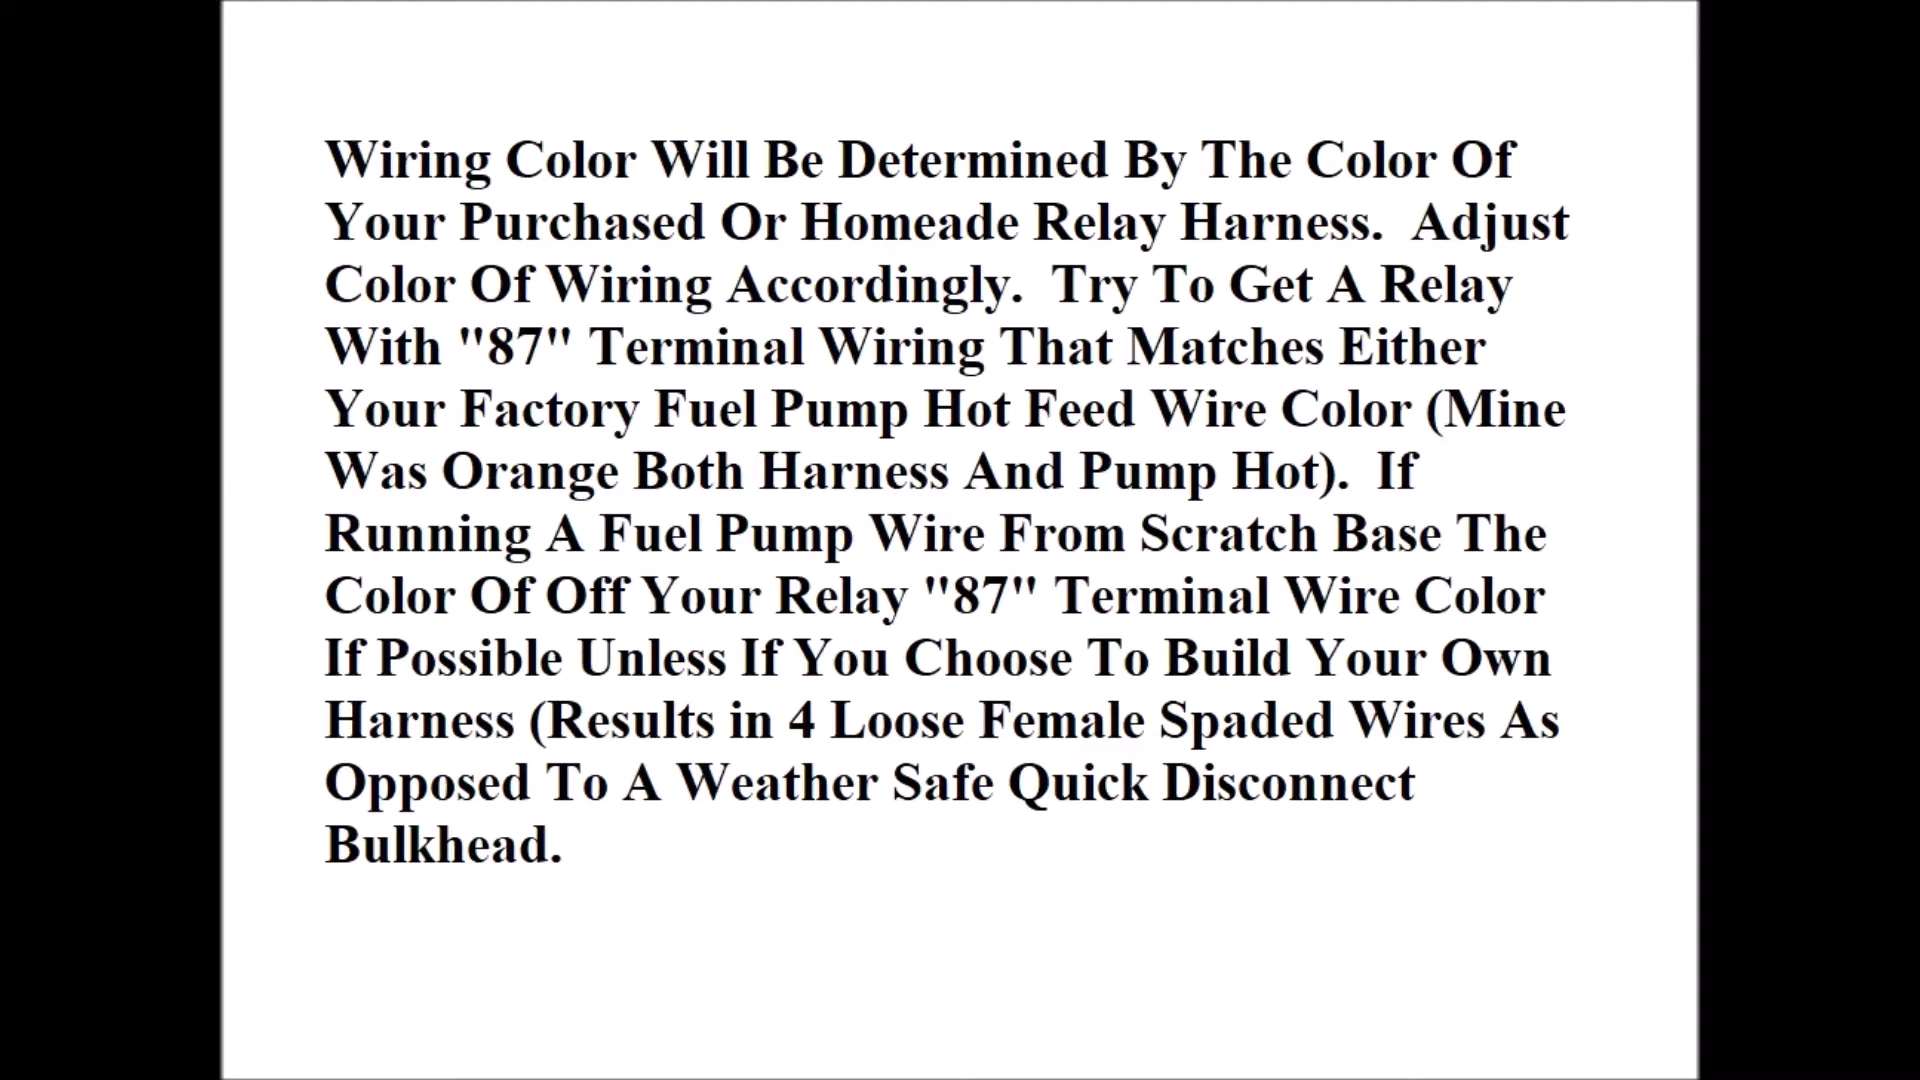 Wiring Color Will Be Determined By The Color Of
Your Purchased Or Homeade Relay Harness.  Adjust
Color Of Wiring Accordingly.  Try To Get A Relay
With "87" Terminal Wiring That Matches Either
Your Factory Fuel Pump Hot Feed Wire Color (Mine
Was Orange Both Harness And Pump Hot).  If
Running A Fuel Pump Wire From Scratch Base The
Color Of Off Your Relay "87" Terminal Wire Color
If Possible Unless If You Choose To Build Your Own
Harness (Results in 4 Loose Female Spaded Wires As
Opposed To A Weather Safe Quick Disconnect
Bulkhead.